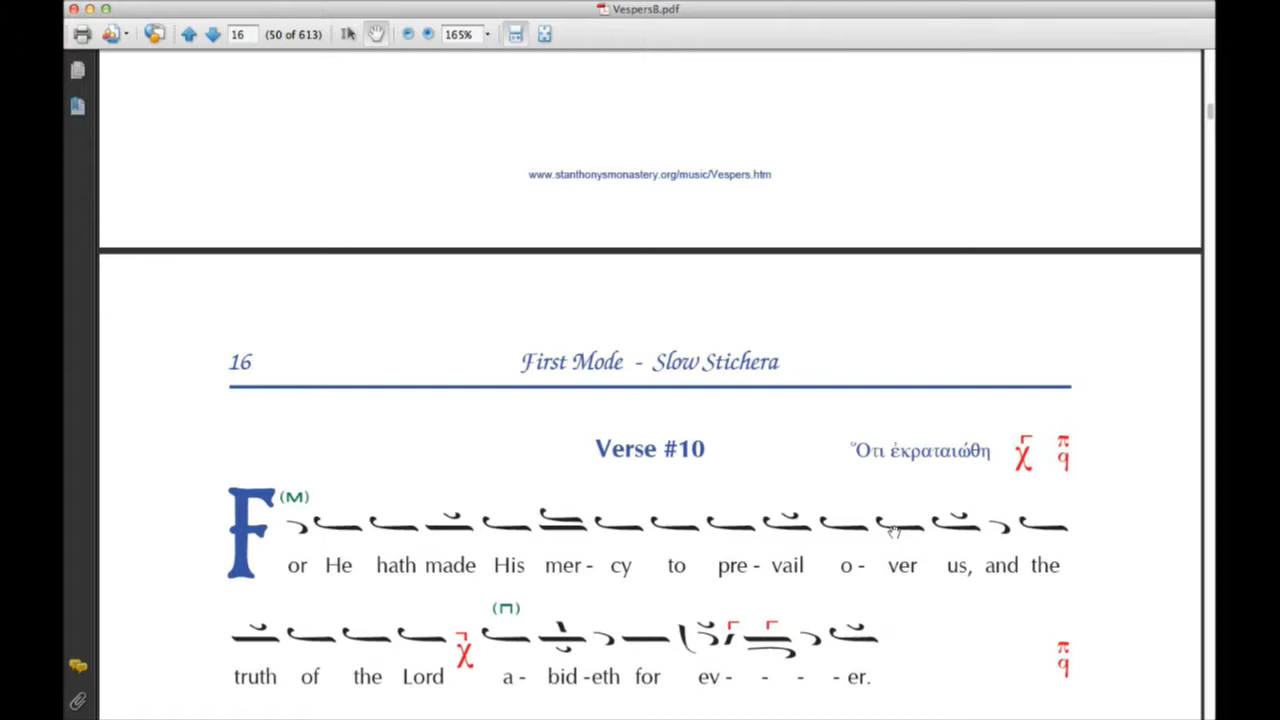 Vespers8.pdf
16 (50 of 613) 165%
www.stanthonysmonastery.org/music/Vespers.htm
16 First Mode - Slow Stichera
Verse #10 Ὅτι ἐκραταιώθη χ π q
(M)
For He hath made His mer- cy to pre- vail o- ver us, and the
(Π)
χ π q
truth of the Lord a- bid -eth for ev- - - - er.